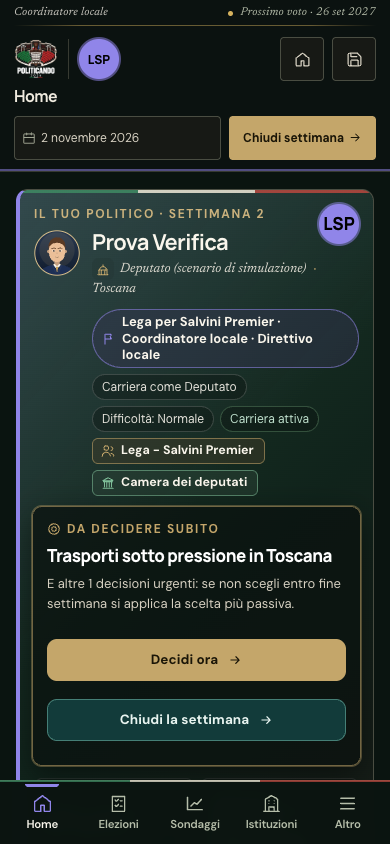 Coordinatore locale
Prossimo voto · 26 set 2027
POLITICANDO
LSP
Home
2 novembre 2026
Chiudi settimana →
IL TUO POLITICO · SETTIMANA 2
LSP
Prova Verifica
Deputato (scenario di simulazione) ·
Toscana
Lega per Salvini Premier ·
Coordinatore locale · Direttivo
locale
Carriera come Deputato
Difficoltà: Normale
Carriera attiva
Lega - Salvini Premier
Camera dei deputati
DA DECIDERE SUBITO
Trasporti sotto pressione in Toscana
E altre 1 decisioni urgenti: se non scegli entro fine
settimana si applica la scelta più passiva.
Decidi ora →
Chiudi la settimana →
Home
Elezioni
Sondaggi
Istituzioni
Altro